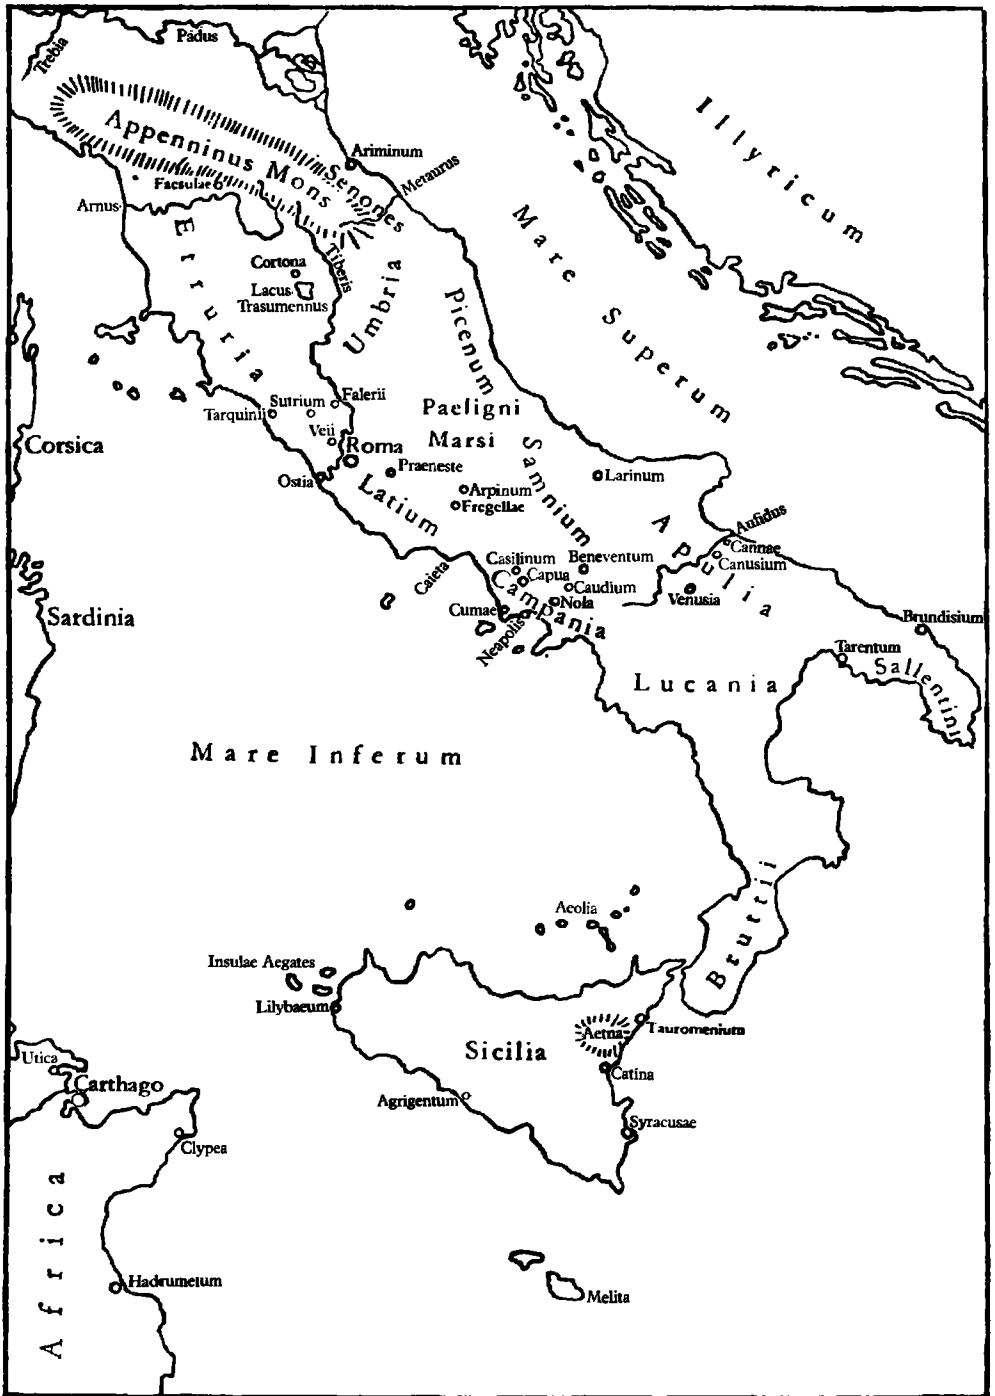 Padus
Trebia
Illyricum
Appenninus Mons
Ariminum
Senones
Metaurus
Faesulae
Arnus
Mare Superum
Etruria
Tiberis
Cortona
Lacus
Trasumennus
Umbria
Picenum
Sutrium
Falerii
Tarquinii
Paeligni
Veii
Marsi
Corsica
Roma
Samnium
Praeneste
Larinum
Ostia
Latium
Arpinum
Fregellae
Apulia
Aufidus
Cannae
Canusium
Casilinum
Beneventum
Caieta
Capua
Caudium
Campania
Venusia
Nola
Cumae
Sardinia
Neapolis
Brundisium
Tarentum
Sallentini
Lucania
Mare Inferum
Bruttii
Aeolia
Insulae Aegates
Lilybaeum
Tauromenium
Aetna
Sicilia
Utica
Catina
Carthago
Agrigentum
Syracusae
Clypea
Africa
Hadrumetum
Melita